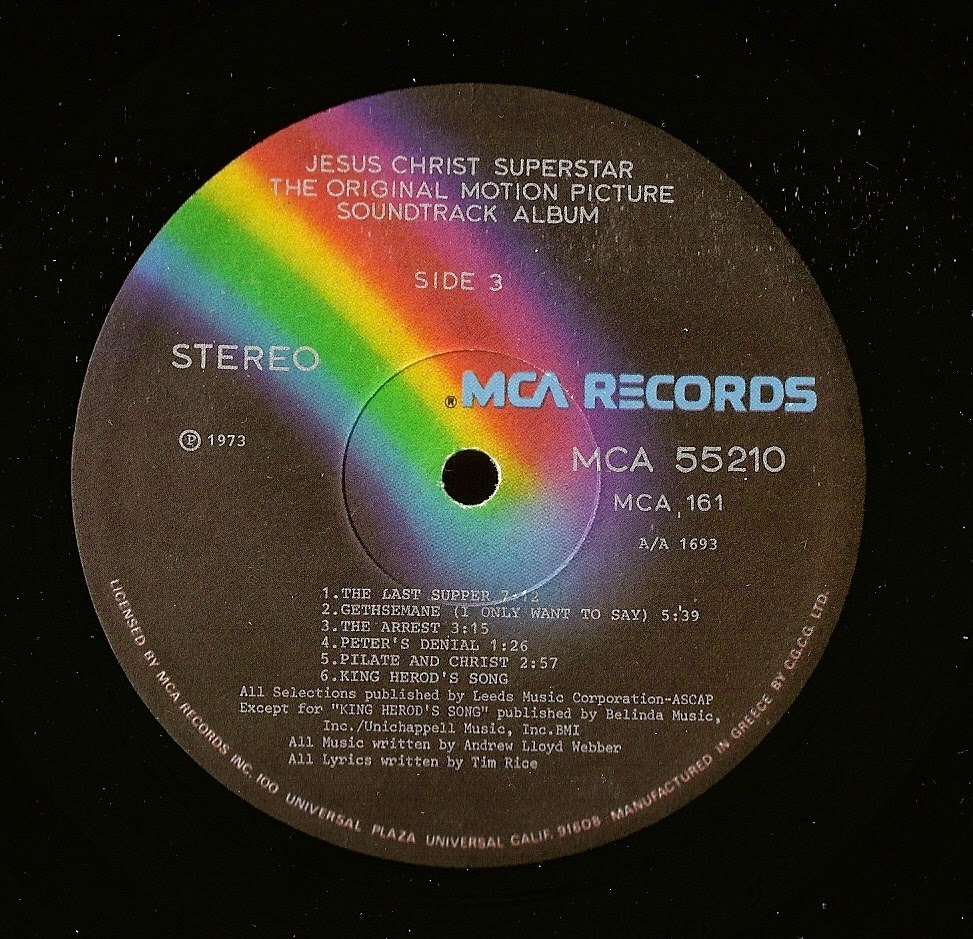 JESUS CHRIST SUPERSTAR
THE ORIGINAL MOTION PICTURE
SOUNDTRACK ALBUM
SIDE 3
STEREO
® MCA RECORDS
Ⓟ 1973
MCA 55210
MCA 161
A/A 1693
1.THE LAST SUPPER 7:12
2.GETHSEMANE (I ONLY WANT TO SAY) 5:39
3.THE ARREST 3:15
4.PETER'S DENIAL 1:26
5.PILATE AND CHRIST 2:57
6.KING HEROD'S SONG
All Selections published by Leeds Music Corporation-ASCAP
Except for "KING HEROD'S SONG" published by Belinda Music,
Inc./Unichappell Music, Inc.BMI
All Music written by Andrew Lloyd Webber
All Lyrics written by Tim Rice
LICENSED BY MCA RECORDS INC. 100 UNIVERSAL PLAZA UNIVERSAL CALIF. 91608 MANUFACTURED IN GREECE BY C.G.C.G. LTD.